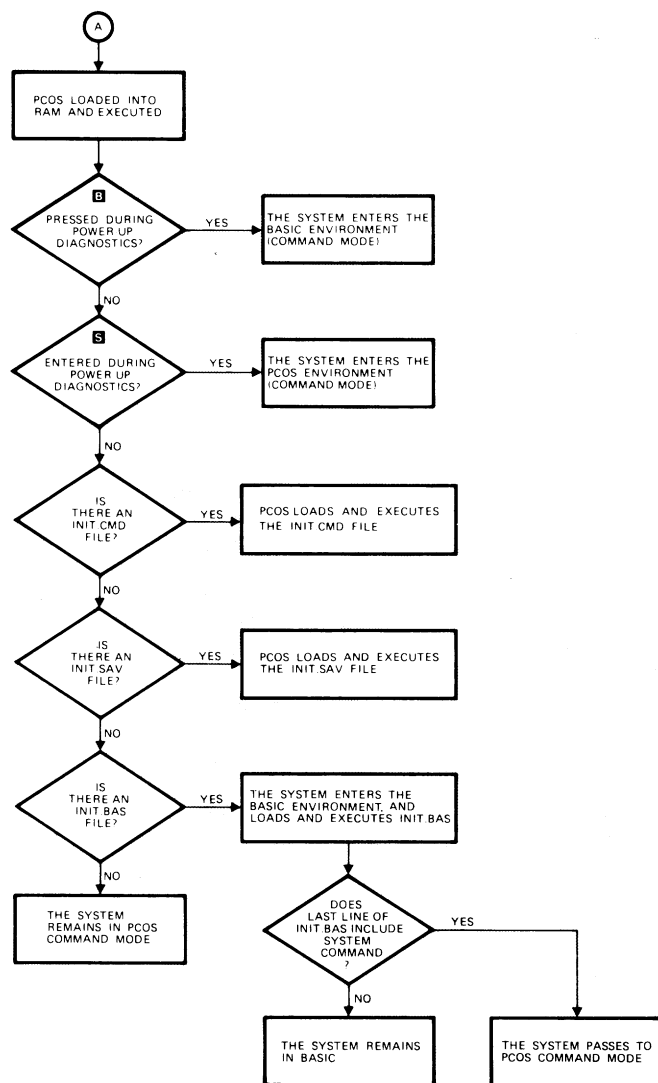 A
PCOS LOADED INTO
RAM AND EXECUTED
B
PRESSED DURING
POWER UP
DIAGNOSTICS?
YES
THE SYSTEM ENTERS THE
BASIC ENVIRONMENT
(COMMAND MODE)
NO
S
ENTERED DURING
POWER UP
DIAGNOSTICS?
YES
THE SYSTEM ENTERS THE
PCOS ENVIRONMENT
(COMMAND MODE)
NO
IS
THERE AN
INIT.CMD
FILE?
YES
PCOS LOADS AND EXECUTES
THE INIT.CMD FILE
NO
IS
THERE AN
INIT.SAV
FILE?
YES
PCOS LOADS AND EXECUTES
THE INIT.SAV FILE
NO
IS
THERE AN
INIT.BAS
FILE?
YES
THE SYSTEM ENTERS THE
BASIC ENVIRONMENT, AND
LOADS AND EXECUTES INIT.BAS
NO
THE SYSTEM
REMAINS IN PCOS
COMMAND MODE
DOES
LAST LINE OF
INIT.BAS INCLUDE
SYSTEM
COMMAND
?
YES
NO
THE SYSTEM REMAINS
IN BASIC
THE SYSTEM PASSES TO
PCOS COMMAND MODE